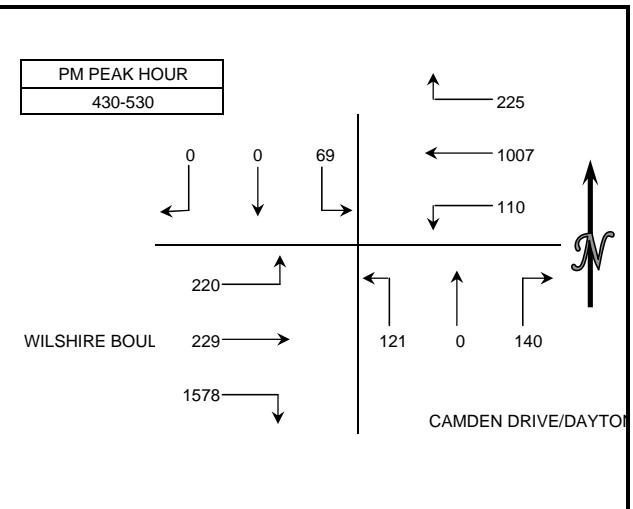 PM PEAK HOUR
430-530
225
0 0 69
1007
110
N
220
WILSHIRE BOUL 229
121 0 140
1578
CAMDEN DRIVE/DAYTON